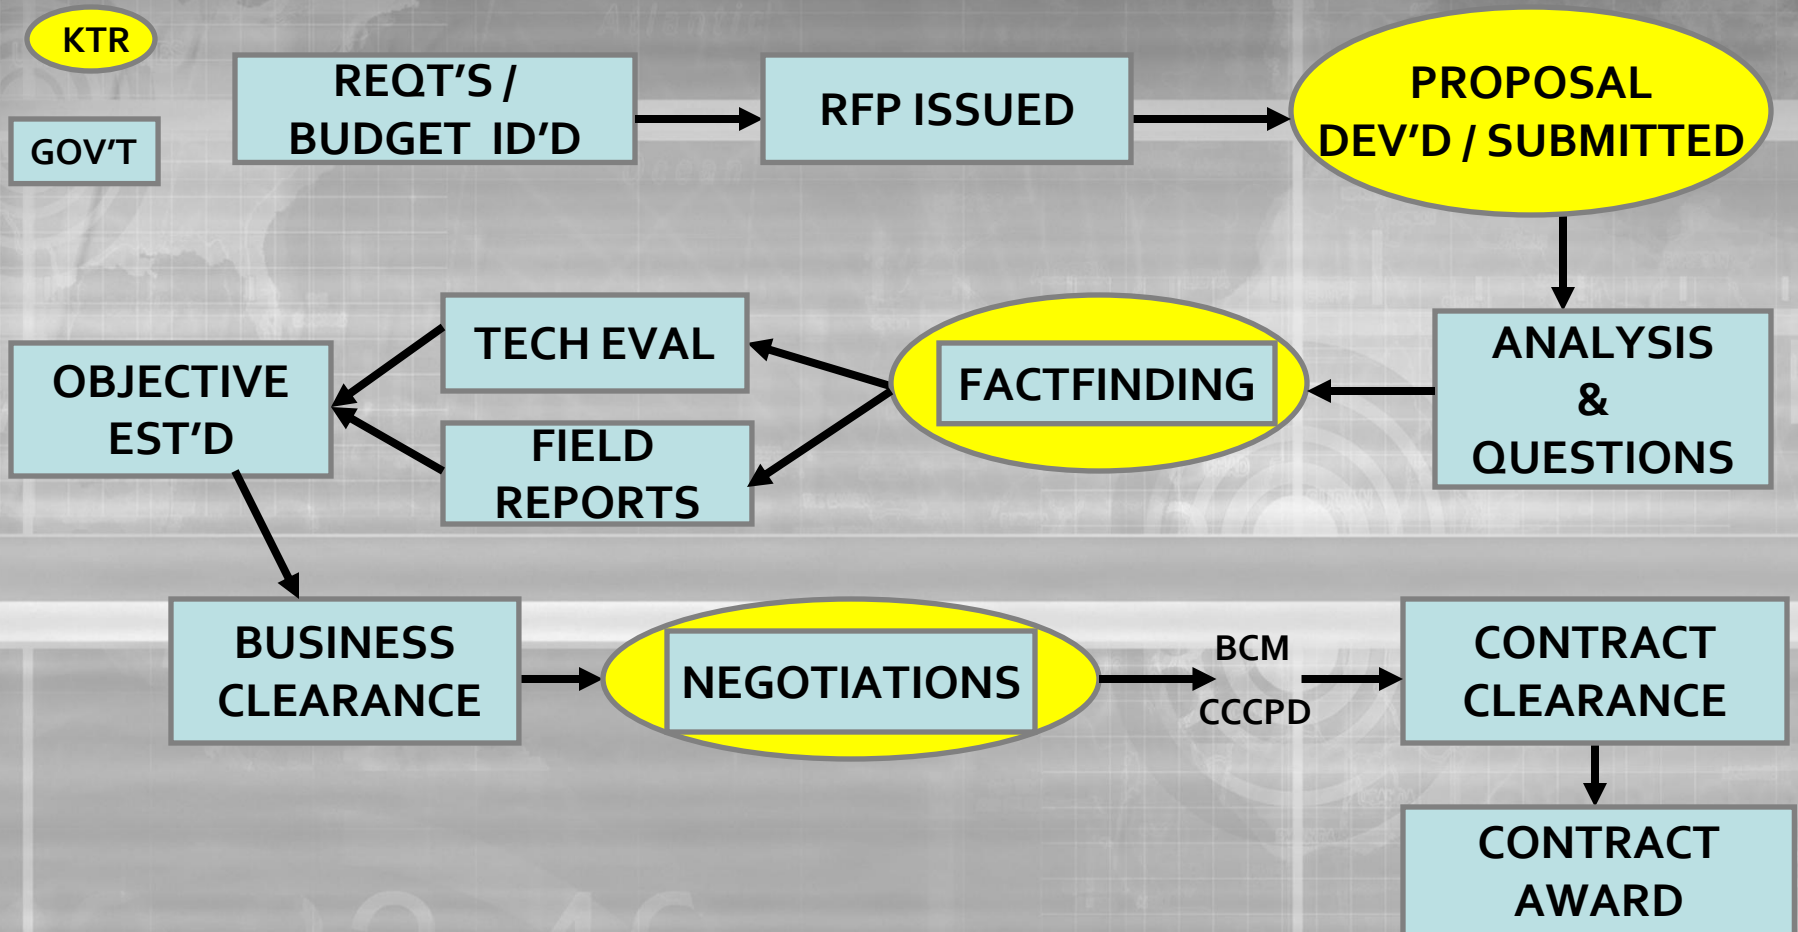 KTR
GOV’T
REQT’S /
BUDGET ID’D
RFP ISSUED
PROPOSAL
DEV’D / SUBMITTED
ANALYSIS
&
QUESTIONS
FACTFINDING
TECH EVAL
FIELD
REPORTS
OBJECTIVE
EST’D
BUSINESS
CLEARANCE
NEGOTIATIONS
BCM
CCCPD
CONTRACT
CLEARANCE
CONTRACT
AWARD